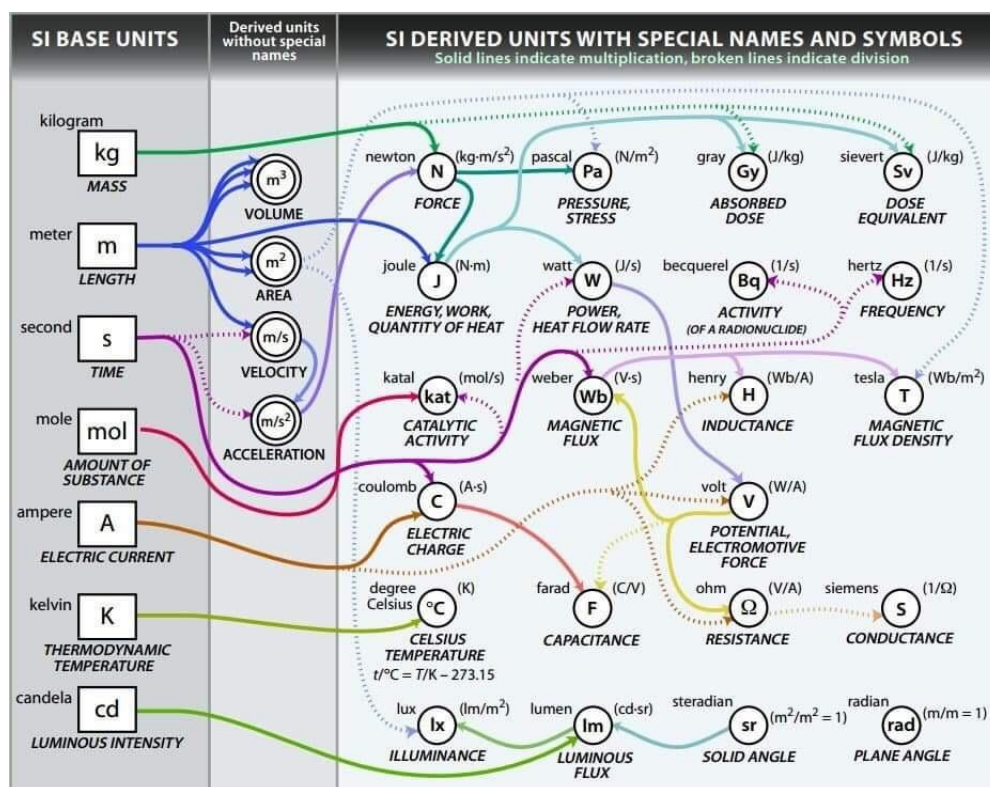 SI BASE UNITS
Derived units
without special
names
SI DERIVED UNITS WITH SPECIAL NAMES AND SYMBOLS
Solid lines indicate multiplication, broken lines indicate division
kilogram
kg
MASS
meter
m
LENGTH
second
s
TIME
mole
mol
AMOUNT OF
SUBSTANCE
ampere
A
ELECTRIC CURRENT
kelvin
K
THERMODYNAMIC
TEMPERATURE
candela
cd
LUMINOUS INTENSITY
m³
VOLUME
m²
AREA
m/s
VELOCITY
m/s²
ACCELERATION
newton
N
(kg·m/s²)
FORCE
pascal
Pa
(N/m²)
PRESSURE,
STRESS
gray
Gy
(J/kg)
ABSORBED
DOSE
sievert
Sv
(J/kg)
DOSE
EQUIVALENT
joule
J
(N·m)
ENERGY, WORK,
QUANTITY OF HEAT
watt
W
(J/s)
POWER,
HEAT FLOW RATE
becquerel
Bq
(1/s)
ACTIVITY
(OF A RADIONUCLIDE)
hertz
Hz
(1/s)
FREQUENCY
katal
kat
(mol/s)
CATALYTIC
ACTIVITY
weber
Wb
(V·s)
MAGNETIC
FLUX
henry
H
(Wb/A)
INDUCTANCE
tesla
T
(Wb/m²)
MAGNETIC
FLUX DENSITY
coulomb
C
(A·s)
ELECTRIC
CHARGE
volt
V
(W/A)
POTENTIAL,
ELECTROMOTIVE
FORCE
degree
Celsius
°C
(K)
CELSIUS
TEMPERATURE
t/°C = T/K – 273.15
farad
F
(C/V)
CAPACITANCE
ohm
Ω
(V/A)
RESISTANCE
siemens
S
(1/Ω)
CONDUCTANCE
lux
lx
(lm/m²)
ILLUMINANCE
lumen
lm
(cd·sr)
LUMINOUS
FLUX
steradian
sr
(m²/m² = 1)
SOLID ANGLE
radian
rad
(m/m = 1)
PLANE ANGLE